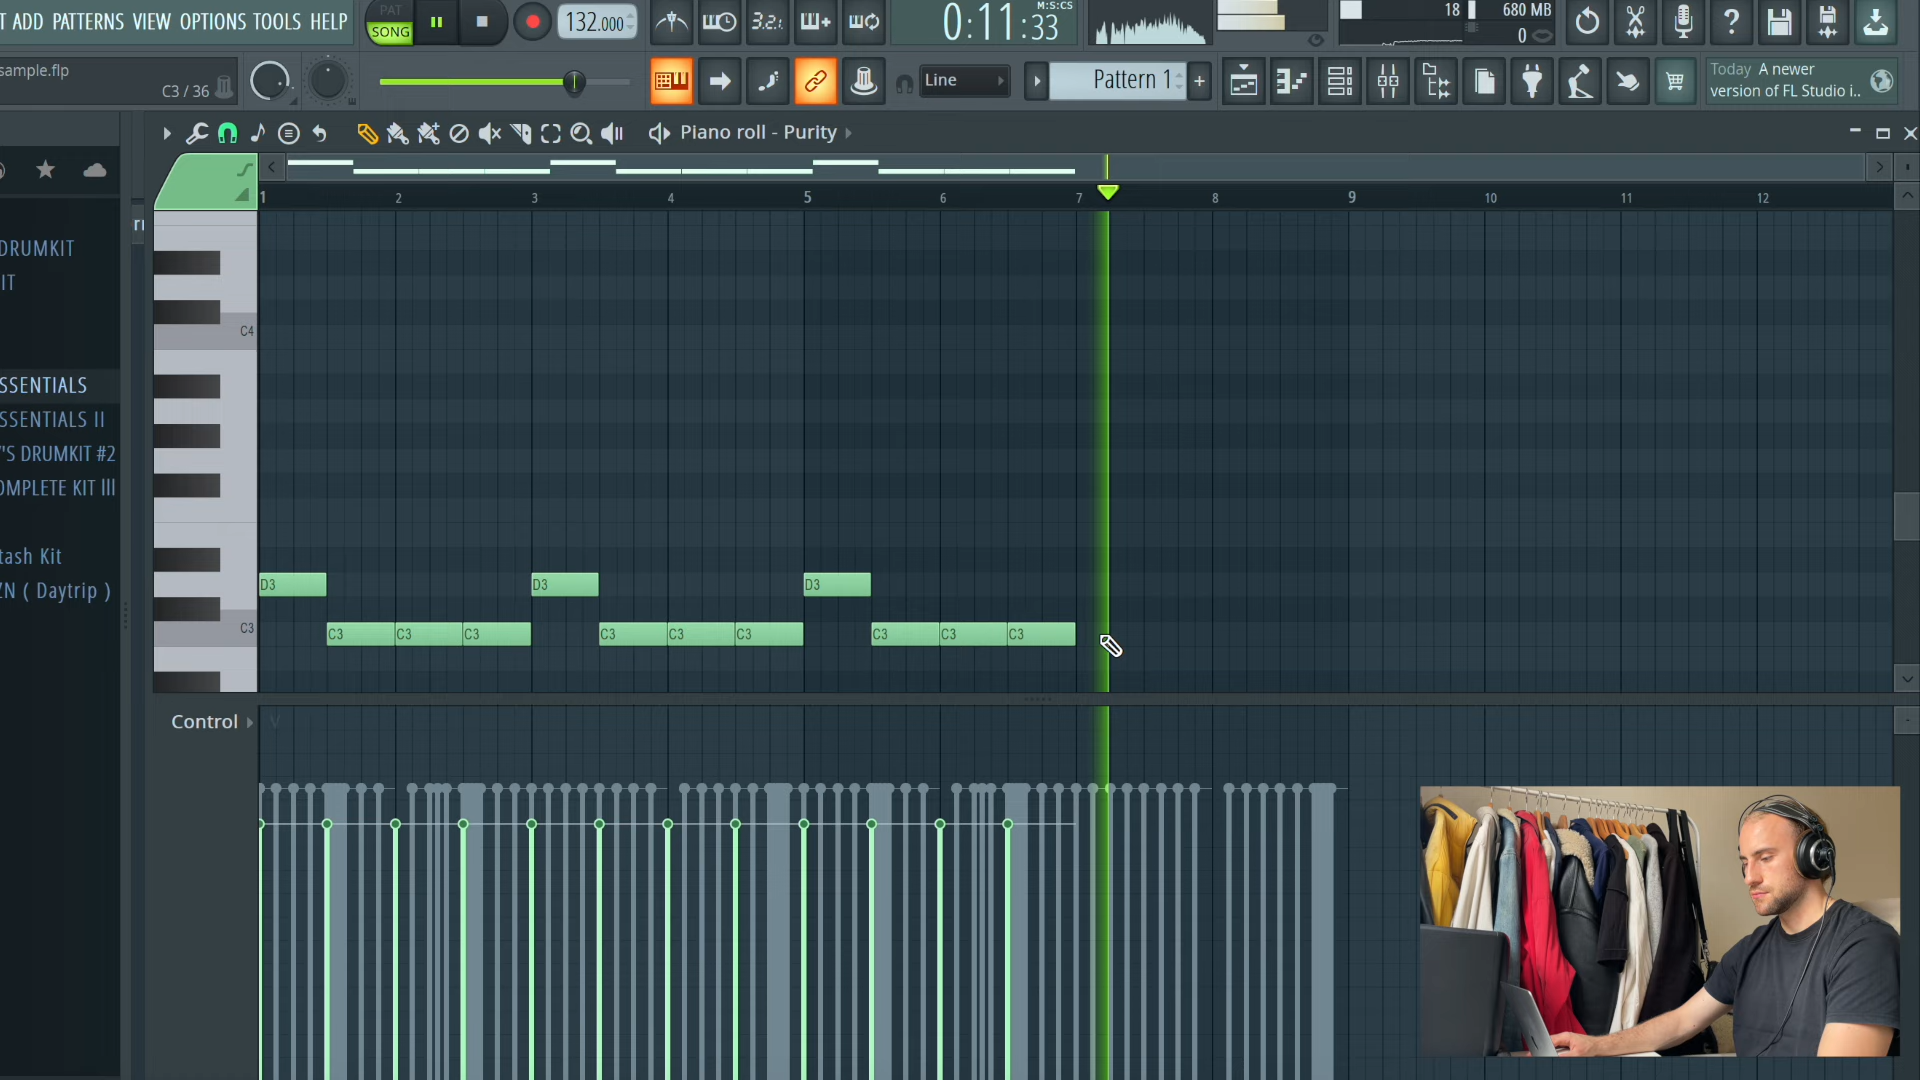 T ADD PATTERNS VIEW OPTIONS TOOLS HELP
PAT
SONG
132.000
3.2.
0:11:33
M:S:CS
18
680 MB
0
sample.flp
C3 / 36
Line
Pattern 1
Today A newer
version of FL Studio i..
Piano roll - Purity
1 2 3 4 5 6 7 8 9 10 11 12
DRUMKIT
IT
SSENTIALS
SSENTIALS II
'S DRUMKIT #2
OMPLETE KIT III
tash Kit
ZN ( Daytrip )
C4
C3
D3 D3 D3
C3 C3 C3 C3 C3 C3 C3 C3 C3
Control